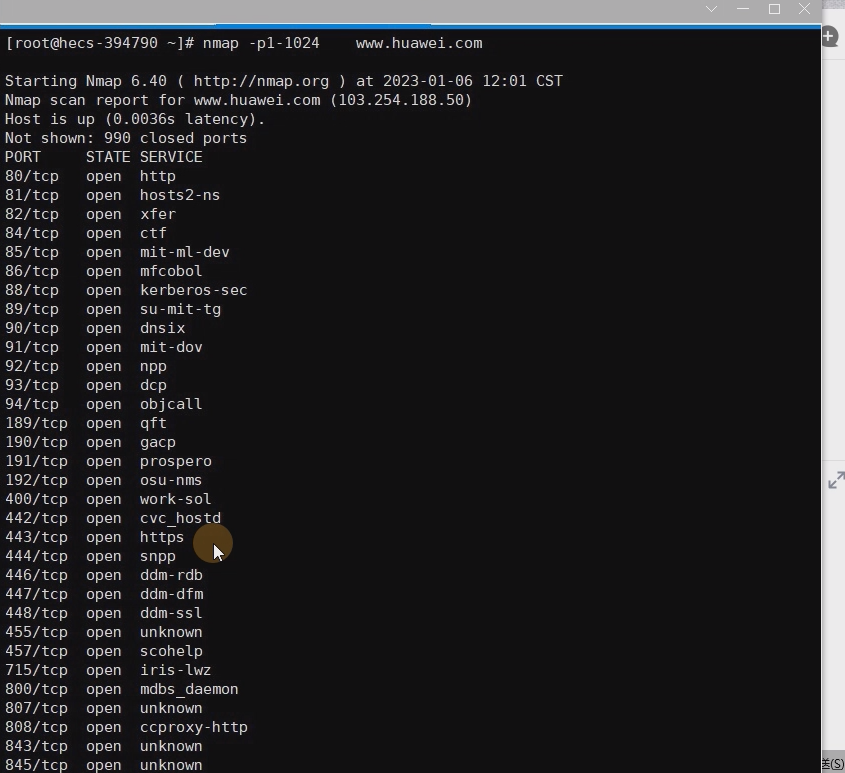 [root@hecs-394790 ~]# nmap -p1-1024    www.huawei.com
Starting Nmap 6.40 ( http://nmap.org ) at 2023-01-06 12:01 CST
Nmap scan report for www.huawei.com (103.254.188.50)
Host is up (0.0036s latency).
Not shown: 990 closed ports
PORT     STATE SERVICE
80/tcp   open  http
81/tcp   open  hosts2-ns
82/tcp   open  xfer
84/tcp   open  ctf
85/tcp   open  mit-ml-dev
86/tcp   open  mfcobol
88/tcp   open  kerberos-sec
89/tcp   open  su-mit-tg
90/tcp   open  dnsix
91/tcp   open  mit-dov
92/tcp   open  npp
93/tcp   open  dcp
94/tcp   open  objcall
189/tcp  open  qft
190/tcp  open  gacp
191/tcp  open  prospero
192/tcp  open  osu-nms
400/tcp  open  work-sol
442/tcp  open  cvc_hostd
443/tcp  open  https
444/tcp  open  snpp
446/tcp  open  ddm-rdb
447/tcp  open  ddm-dfm
448/tcp  open  ddm-ssl
455/tcp  open  unknown
457/tcp  open  scohelp
715/tcp  open  iris-lwz
800/tcp  open  mdbs_daemon
807/tcp  open  unknown
808/tcp  open  ccproxy-http
843/tcp  open  unknown
845/tcp  open  unknown
(S)